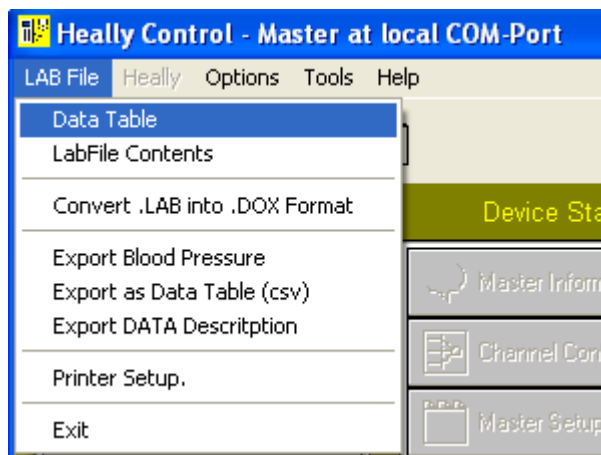 Heally Control - Master at local COM-Port
LAB File Heally Options Tools Help
Data Table
LabFile Contents
Convert .LAB into .DOX Format
Export Blood Pressure
Export as Data Table (csv)
Export DATA Descritption
Printer Setup.
Exit
Device Sta
Master Inform
Channel Con
Master Setup